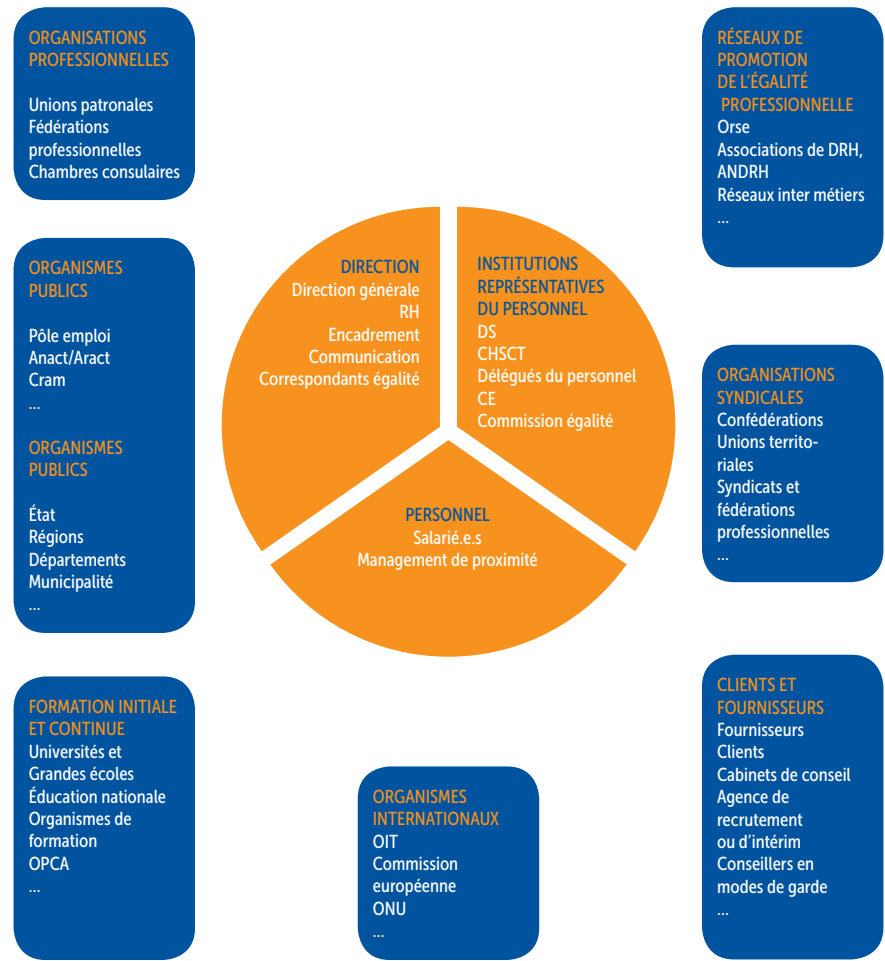 ORGANISATIONS
PROFESSIONNELLES
Unions patronales
Fédérations
professionnelles
Chambres consulaires
RÉSEAUX DE
PROMOTION
DE L'ÉGALITÉ
PROFESSIONNELLE
Orse
Associations de DRH,
ANDRH
Réseaux inter métiers
...
ORGANISMES
PUBLICS
Pôle emploi
Anact/Aract
Cram
...
ORGANISMES
PUBLICS
État
Régions
Départements
Municipalité
...
DIRECTION
Direction générale
RH
Encadrement
Communication
Correspondants égalité
INSTITUTIONS
REPRÉSENTATIVES
DU PERSONNEL
DS
CHSCT
Délégués du personnel
CE
Commission égalité
PERSONNEL
Salarié.e.s
Management de proximité
ORGANISATIONS
SYNDICALES
Confédérations
Unions territo-
riales
Syndicats et
fédérations
professionnelles
...
FORMATION INITIALE
ET CONTINUE
Universités et
Grandes écoles
Éducation nationale
Organismes de
formation
OPCA
...
ORGANISMES
INTERNATIONAUX
OIT
Commission
européenne
ONU
...
CLIENTS ET
FOURNISSEURS
Fournisseurs
Clients
Cabinets de conseil
Agence de
recrutement
ou d'intérim
Conseillers en
modes de garde
...